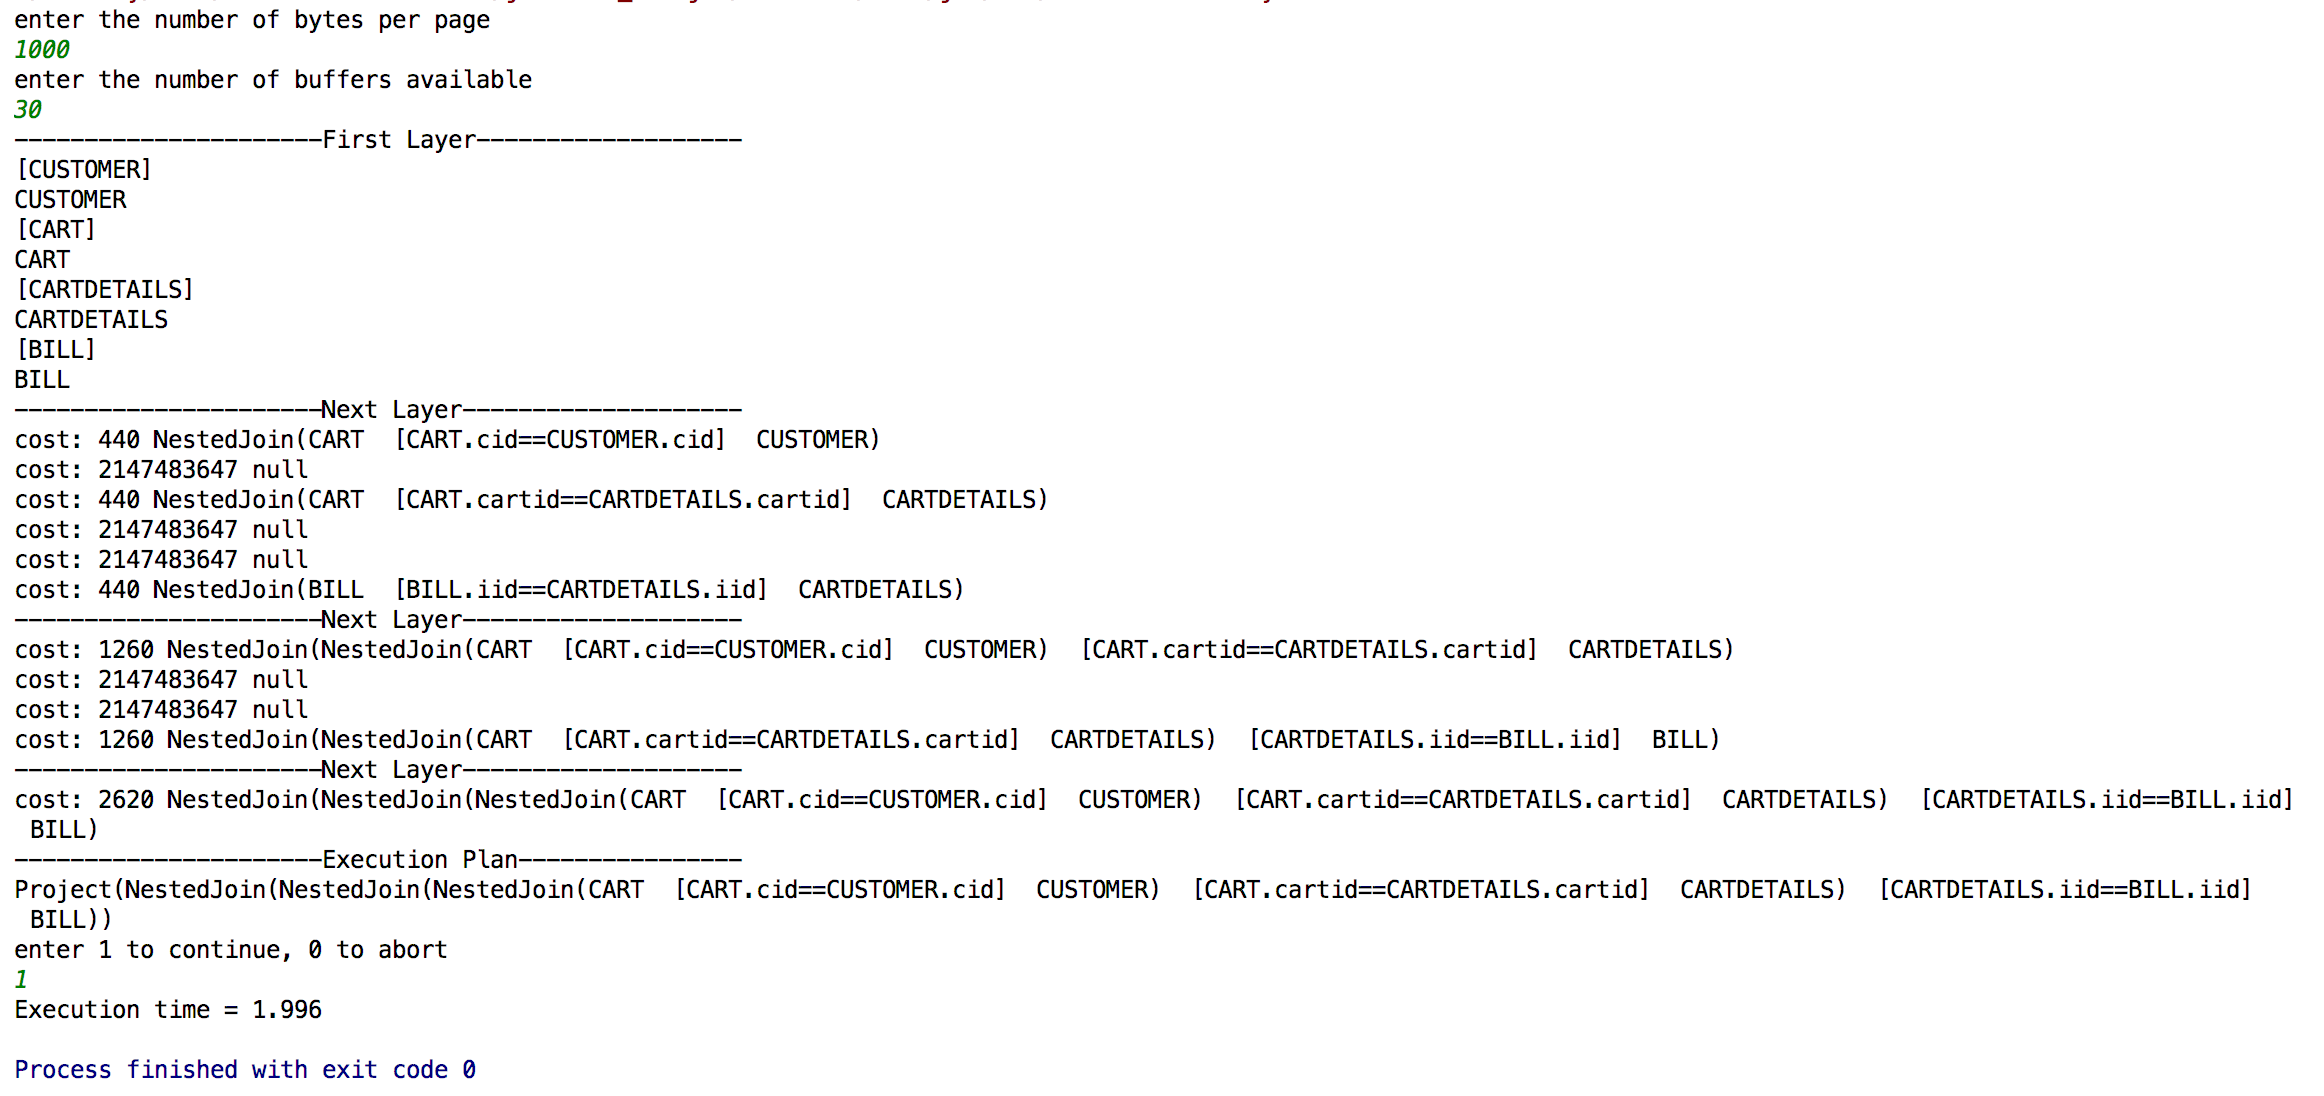 enter the number of bytes per page
1000
enter the number of buffers available
30
----------------------First Layer-------------------
[CUSTOMER]
CUSTOMER
[CART]
CART
[CARTDETAILS]
CARTDETAILS
[BILL]
BILL
----------------------Next Layer--------------------
cost: 440 NestedJoin(CART  [CART.cid==CUSTOMER.cid]  CUSTOMER)
cost: 2147483647 null
cost: 440 NestedJoin(CART  [CART.cartid==CARTDETAILS.cartid]  CARTDETAILS)
cost: 2147483647 null
cost: 2147483647 null
cost: 440 NestedJoin(BILL  [BILL.iid==CARTDETAILS.iid]  CARTDETAILS)
----------------------Next Layer--------------------
cost: 1260 NestedJoin(NestedJoin(CART  [CART.cid==CUSTOMER.cid]  CUSTOMER)  [CART.cartid==CARTDETAILS.cartid]  CARTDETAILS)
cost: 2147483647 null
cost: 2147483647 null
cost: 1260 NestedJoin(NestedJoin(CART  [CART.cartid==CARTDETAILS.cartid]  CARTDETAILS)  [CARTDETAILS.iid==BILL.iid]  BILL)
----------------------Next Layer--------------------
cost: 2620 NestedJoin(NestedJoin(NestedJoin(CART  [CART.cid==CUSTOMER.cid]  CUSTOMER)  [CART.cartid==CARTDETAILS.cartid]  CARTDETAILS)  [CARTDETAILS.iid==BILL.iid]
 BILL)
----------------------Execution Plan----------------
Project(NestedJoin(NestedJoin(NestedJoin(CART  [CART.cid==CUSTOMER.cid]  CUSTOMER)  [CART.cartid==CARTDETAILS.cartid]  CARTDETAILS)  [CARTDETAILS.iid==BILL.iid]
 BILL))
enter 1 to continue, 0 to abort
1
Execution time = 1.996
Process finished with exit code 0